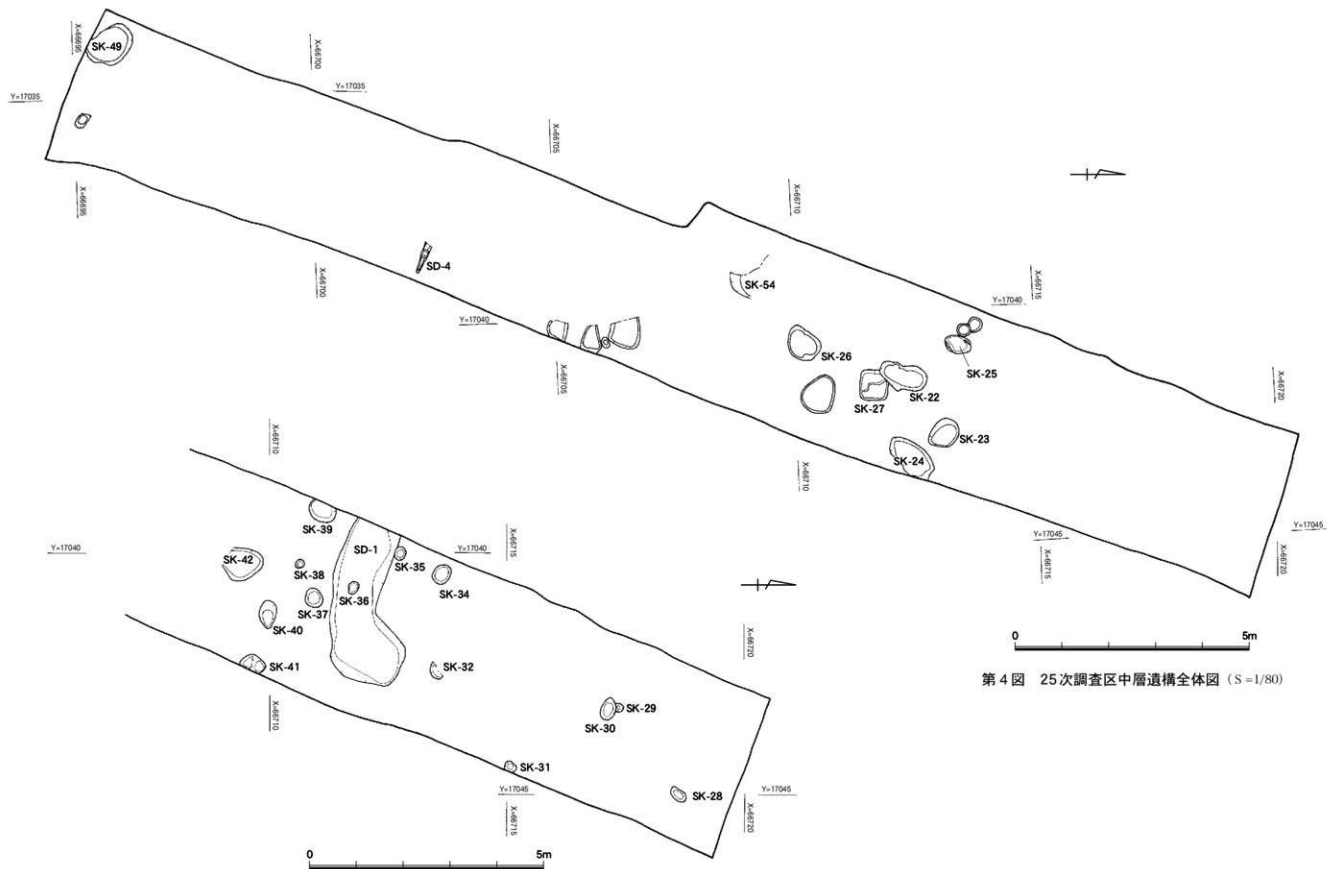 X=66695
SK-49
X=66700
Y=17035
Y=17035
X=66705
X=66695
X=66710
SD-4
X=66700
SK-54
X=66715
Y=17040
Y=17040
SK-26
SK-25
SK-22
SK-27
X=66705
X=66720
SK-23
SK-24
X=66710
Y=17045
Y=17045
X=66715
X=66720
0
5m
第4図 25次調査区中層遺構全体図 (S=1/80)
X=66710
SK-39
SD-1
X=66715
Y=17040
Y=17040
SK-42
SK-35
SK-38
SK-34
SK-36
SK-37
SK-40
SK-41
SK-32
X=66720
X=66710
SK-29
SK-30
SK-31
SK-28
Y=17045
Y=17045
X=66715
X=66720
0
5m